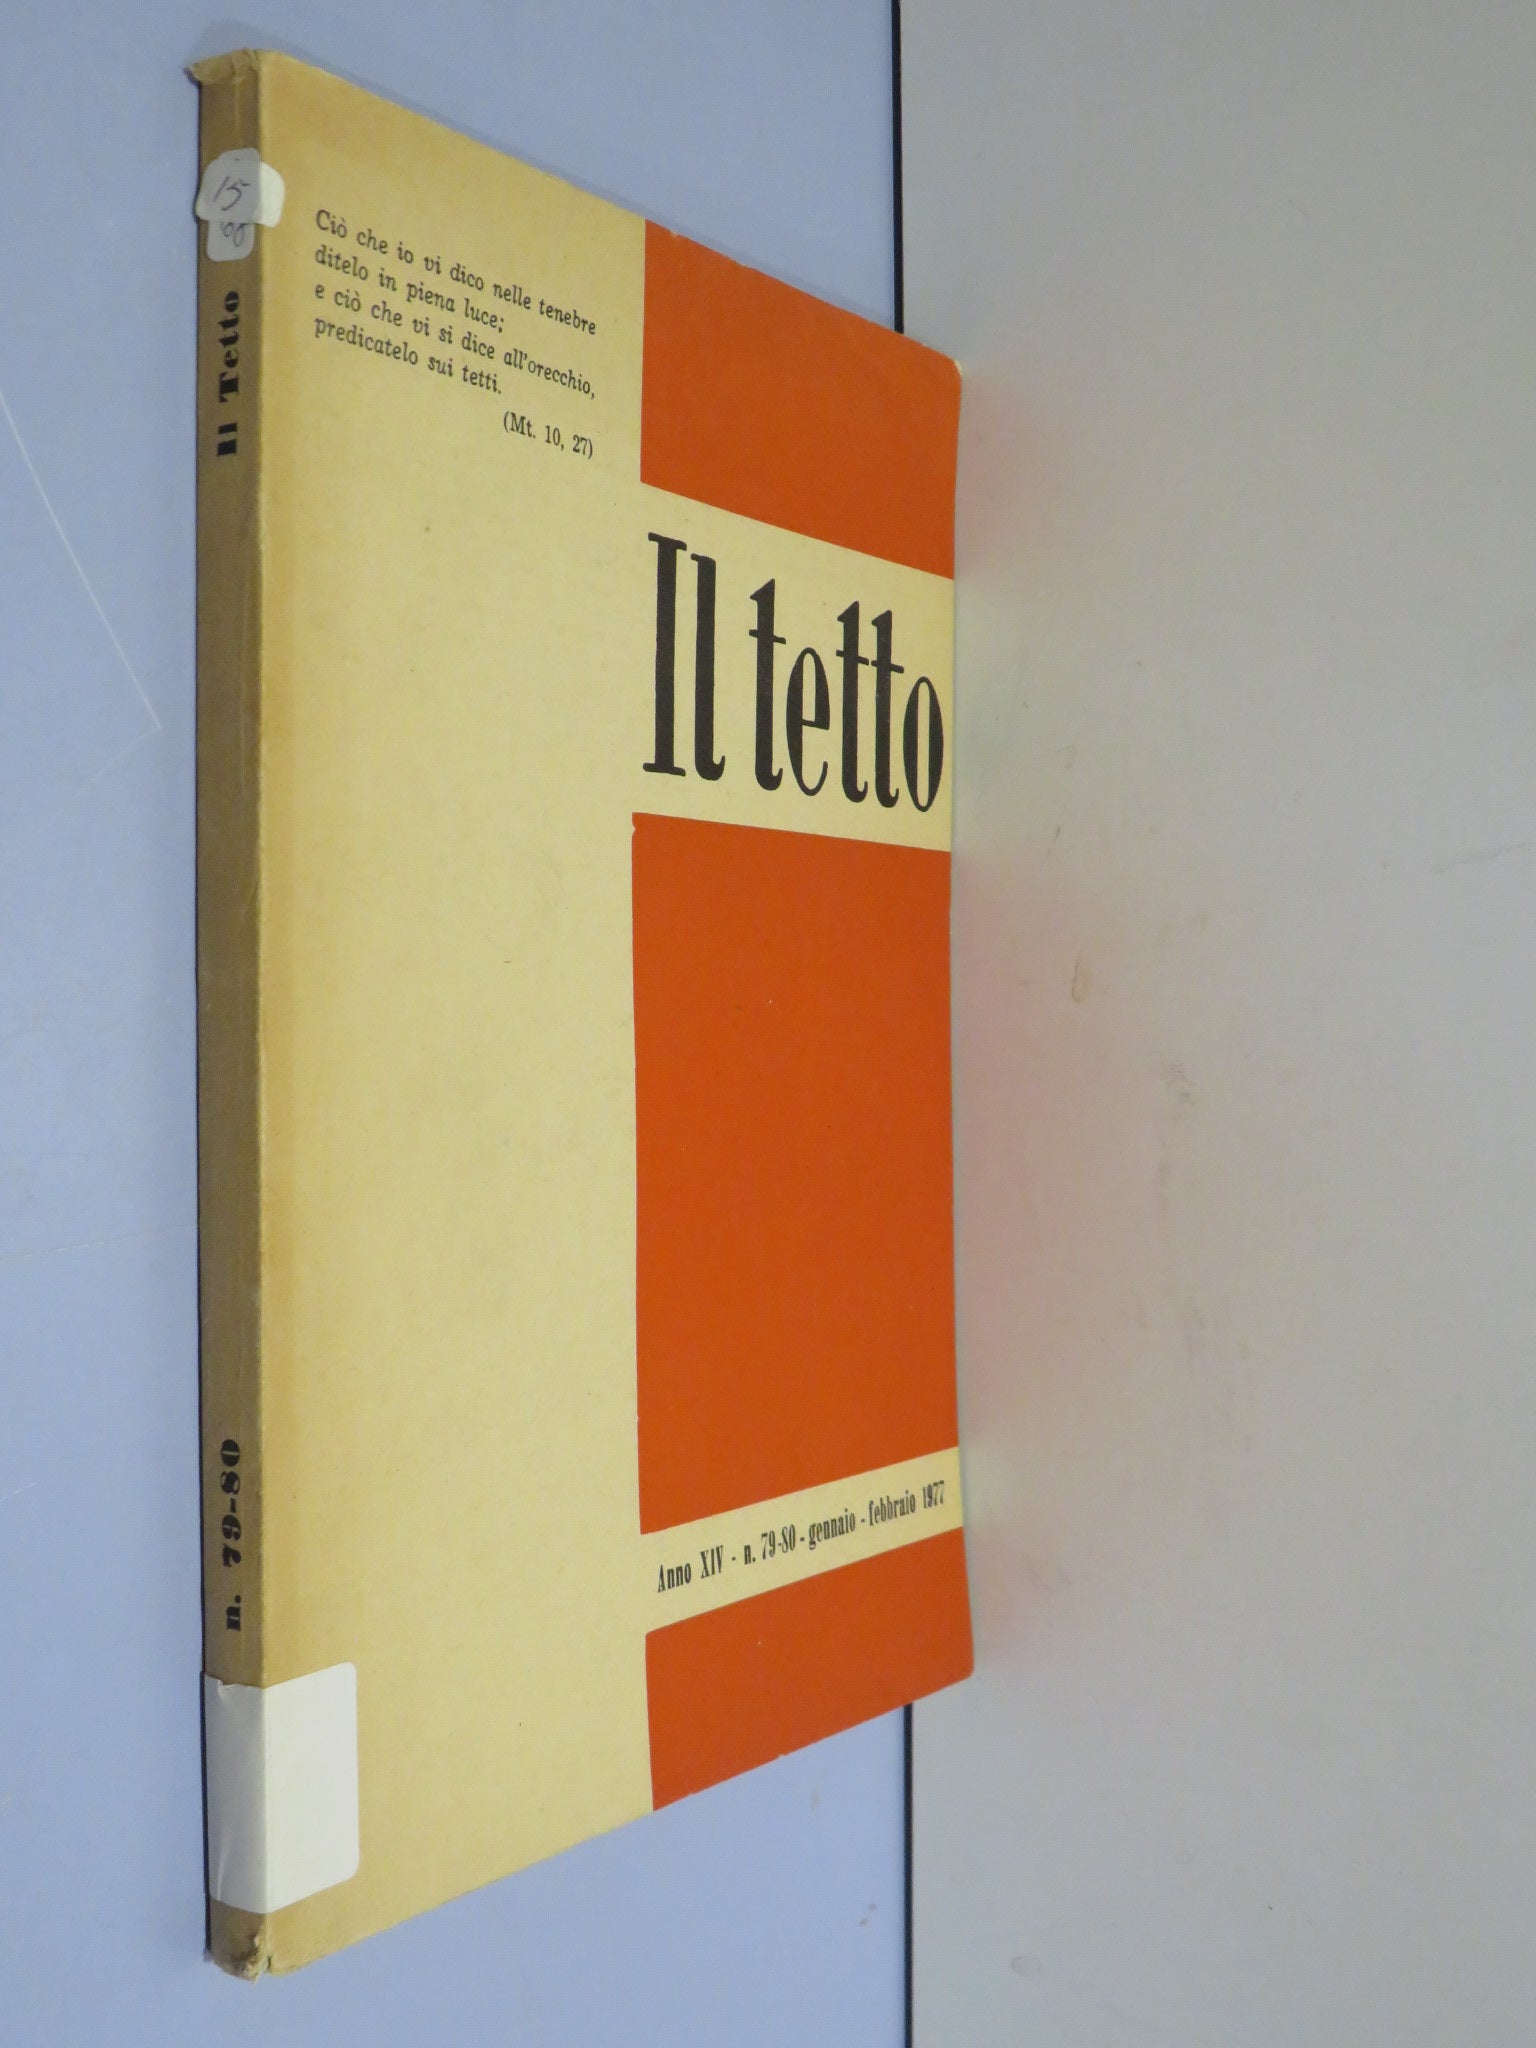 15
Il Tetto
n. 79-80
Ciò che io vi dico nelle tenebre
ditelo in piena luce;
e ciò che vi si dice all'orecchio,
predicatelo sui tetti.
(Mt. 10, 27)
Il tetto
Anno XIV - n. 79-80 - gennaio - febbraio 1977